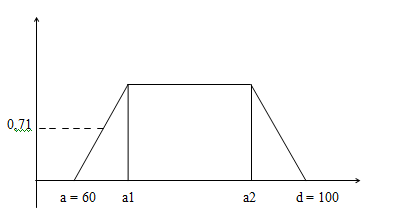 0,71
a = 60 a1 a2 d = 100